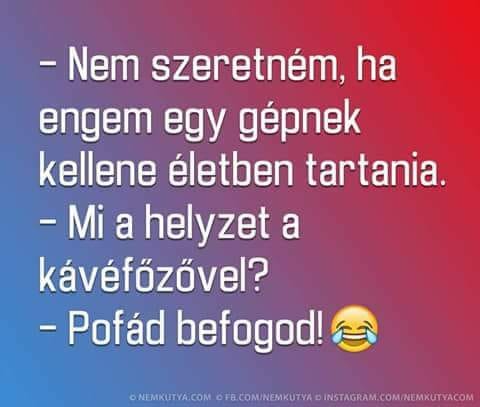 - Nem szeretném, ha
engem egy gépnek
kellene életben tartania.
- Mi a helyzet a
kávéfőzővel?
- Pofád befogod! 😂
© NEMKUTYA.COM © FB.COM/NEMKUTYA © INSTAGRAM.COM/NEMKUTYACOM